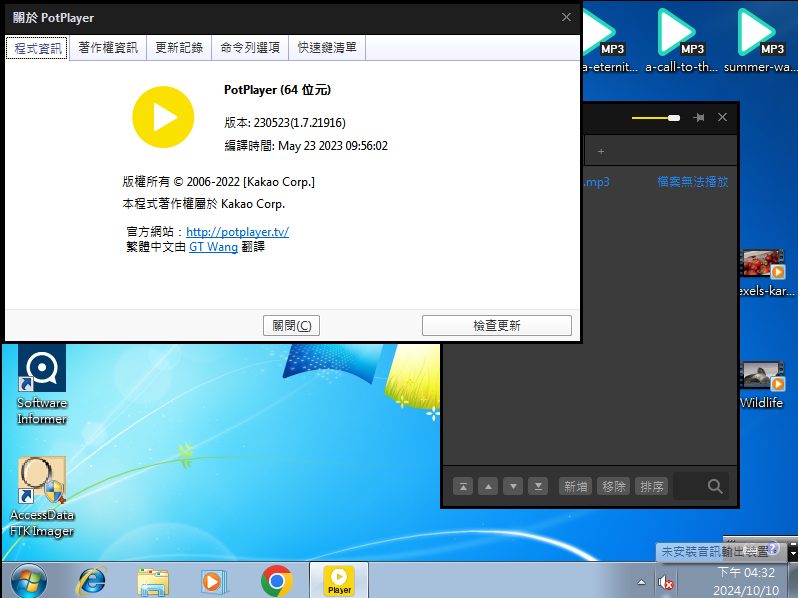 關於 PotPlayer
程式資訊 著作權資訊 更新記錄 命令列選項 快速鍵清單
PotPlayer (64 位元)
版本: 230523(1.7.21916)
編譯時間: May 23 2023 09:56:02
版權所有 © 2006-2022 [Kakao Corp.]
本程式著作權屬於 Kakao Corp.
官方網站：http://potplayer.tv/
繁體中文由 GT Wang 翻譯
關閉(C) 檢查更新
MP3 MP3 MP3
a-eternit... a-call-to-th... summer-wa...
+
.mp3 檔案無法播放
exels-kar...
Wildlife
Software
Informer
AccessData
FTK Imager
新增 移除 排序
未安裝音訊輸出裝置
Player
下午 04:32
2024/10/10